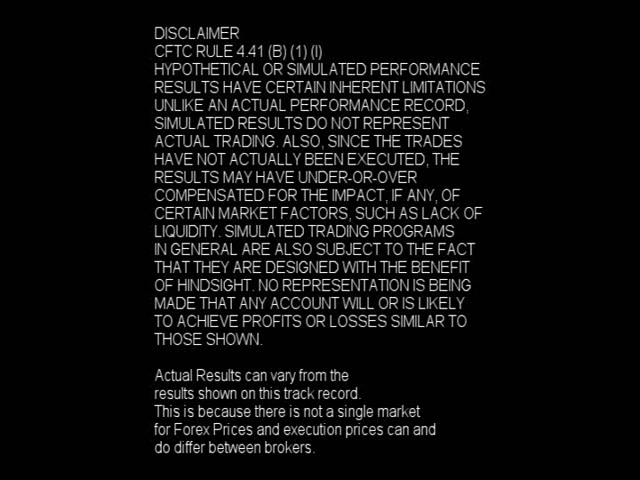 DISCLAIMER
CFTC RULE 4.41 (B) (1) (I)
HYPOTHETICAL OR SIMULATED PERFORMANCE
RESULTS HAVE CERTAIN INHERENT LIMITATIONS
UNLIKE AN ACTUAL PERFORMANCE RECORD,
SIMULATED RESULTS DO NOT REPRESENT
ACTUAL TRADING. ALSO, SINCE THE TRADES
HAVE NOT ACTUALLY BEEN EXECUTED, THE
RESULTS MAY HAVE UNDER-OR-OVER
COMPENSATED FOR THE IMPACT, IF ANY, OF
CERTAIN MARKET FACTORS, SUCH AS LACK OF
LIQUIDITY. SIMULATED TRADING PROGRAMS
IN GENERAL ARE ALSO SUBJECT TO THE FACT
THAT THEY ARE DESIGNED WITH THE BENEFIT
OF HINDSIGHT. NO REPRESENTATION IS BEING
MADE THAT ANY ACCOUNT WILL OR IS LIKELY
TO ACHIEVE PROFITS OR LOSSES SIMILAR TO
THOSE SHOWN.
Actual Results can vary from the
results shown on this track record.
This is because there is not a single market
for Forex Prices and execution prices can and
do differ between brokers.